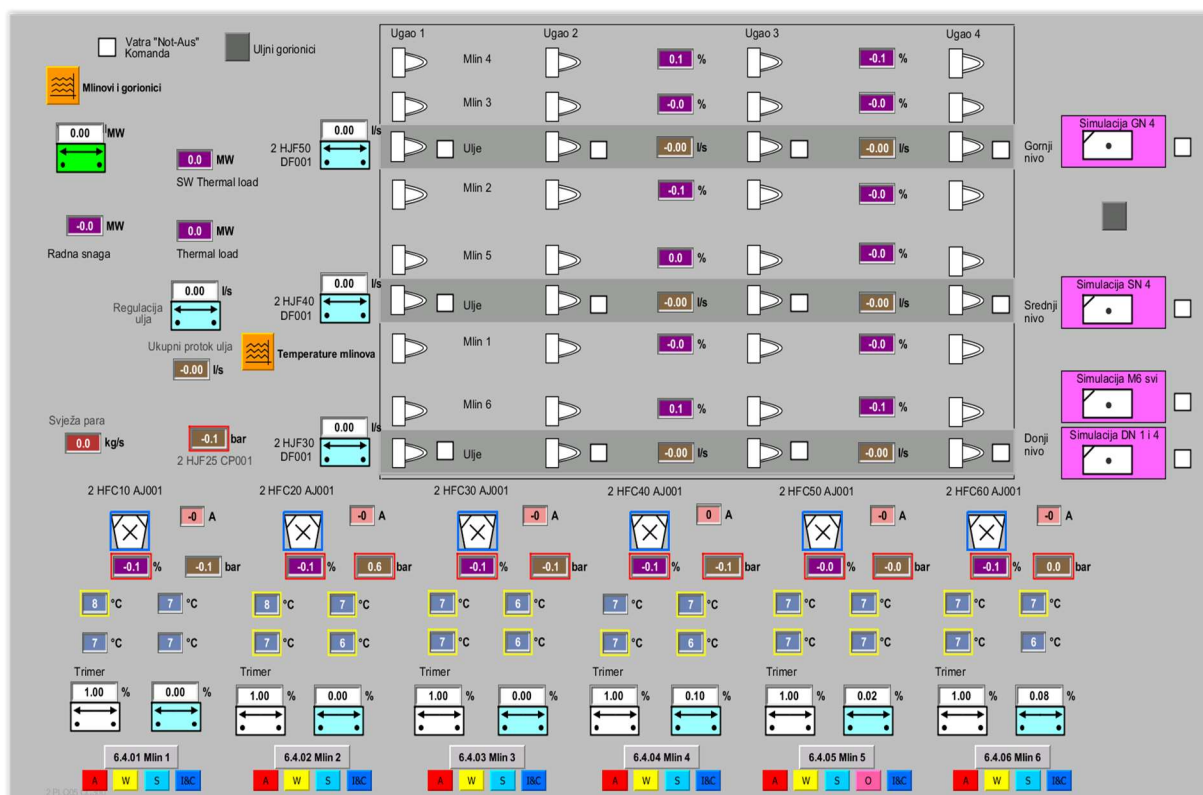 Ugao 1 Ugao 2 Ugao 3 Ugao 4
Vatra "Not-Aus"
Komanda
Uljni gorionici
Mlin 4 0.1 % -0.1 %
Mlinovi i gorionici
Mlin 3 -0.0 % -0.0 %
0.00 MW
0.00 l/s
2 HJF50
DF001
Ulje -0.00 l/s -0.00 l/s
Gornji
nivo
Simulacija GN 4
0.0 MW
SW Thermal load
Mlin 2 -0.1 % -0.0 %
-0.0 MW
Radna snaga
0.0 MW
Thermal load
Mlin 5 0.0 % -0.0 %
0.00 l/s
Regulacija
ulja
0.00 l/s
2 HJF40
DF001
Ulje -0.00 l/s -0.00 l/s
Srednji
nivo
Simulacija SN 4
Ukupni protok ulja
-0.00 l/s
Temperature mlinova
Mlin 1 -0.0 % -0.0 %
Simulacija M6 svi
Mlin 6 0.1 % -0.1 %
Svježa para
0.0 kg/s
-0.1 bar
2 HJF25 CP001
0.00 l/s
2 HJF30
DF001
Ulje -0.00 l/s -0.00 l/s
Donji
nivo
Simulacija DN 1 i 4
2 HFC10 AJ001 2 HFC20 AJ001 2 HFC30 AJ001 2 HFC40 AJ001 2 HFC50 AJ001 2 HFC60 AJ001
-0 A -0 A -0 A 0 A -0 A -0 A
-0.1 % -0.1 bar -0.1 % 0.6 bar -0.1 % -0.1 bar -0.1 % -0.1 bar -0.0 % -0.0 bar -0.1 % 0.0 bar
8 °C 7 °C 8 °C 7 °C 7 °C 6 °C 7 °C 7 °C 7 °C 7 °C 7 °C 7 °C
7 °C 7 °C 7 °C 6 °C 7 °C 6 °C 7 °C 6 °C 7 °C 7 °C 7 °C 6 °C
Trimer Trimer Trimer Trimer Trimer Trimer
1.00 % 0.00 % 1.00 % 0.00 % 1.00 % 0.00 % 1.00 % 0.10 % 1.00 % 0.02 % 1.00 % 0.08 %
6.4.01 Mlin 1 6.4.02 Mlin 2 6.4.03 Mlin 3 6.4.04 Mlin 4 6.4.05 Mlin 5 6.4.06 Mlin 6
A W S I&C A W S I&C A W S I&C A W S I&C A W S O I&C A W S I&C